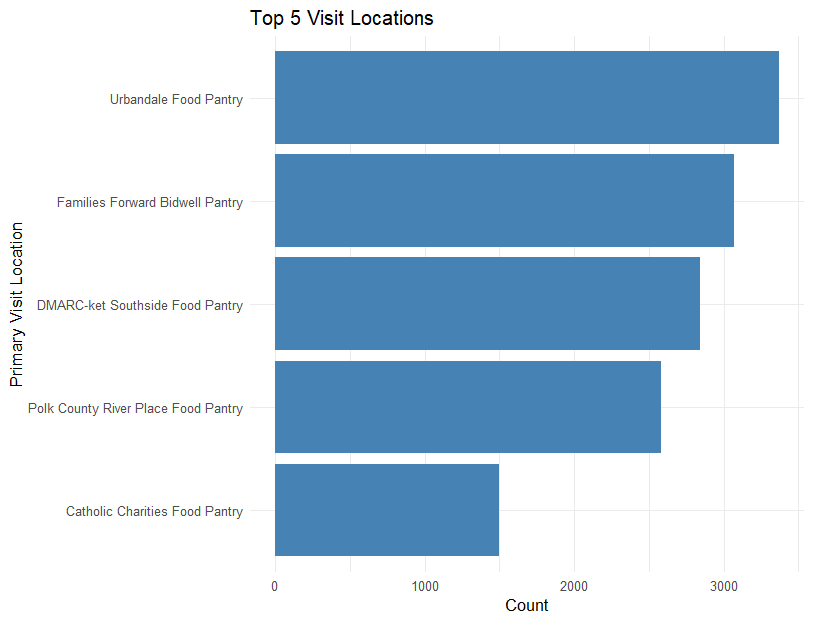 Top 5 Visit Locations
Primary Visit Location
Urbandale Food Pantry
Families Forward Bidwell Pantry
DMARC-ket Southside Food Pantry
Polk County River Place Food Pantry
Catholic Charities Food Pantry
0 1000 2000 3000
Count